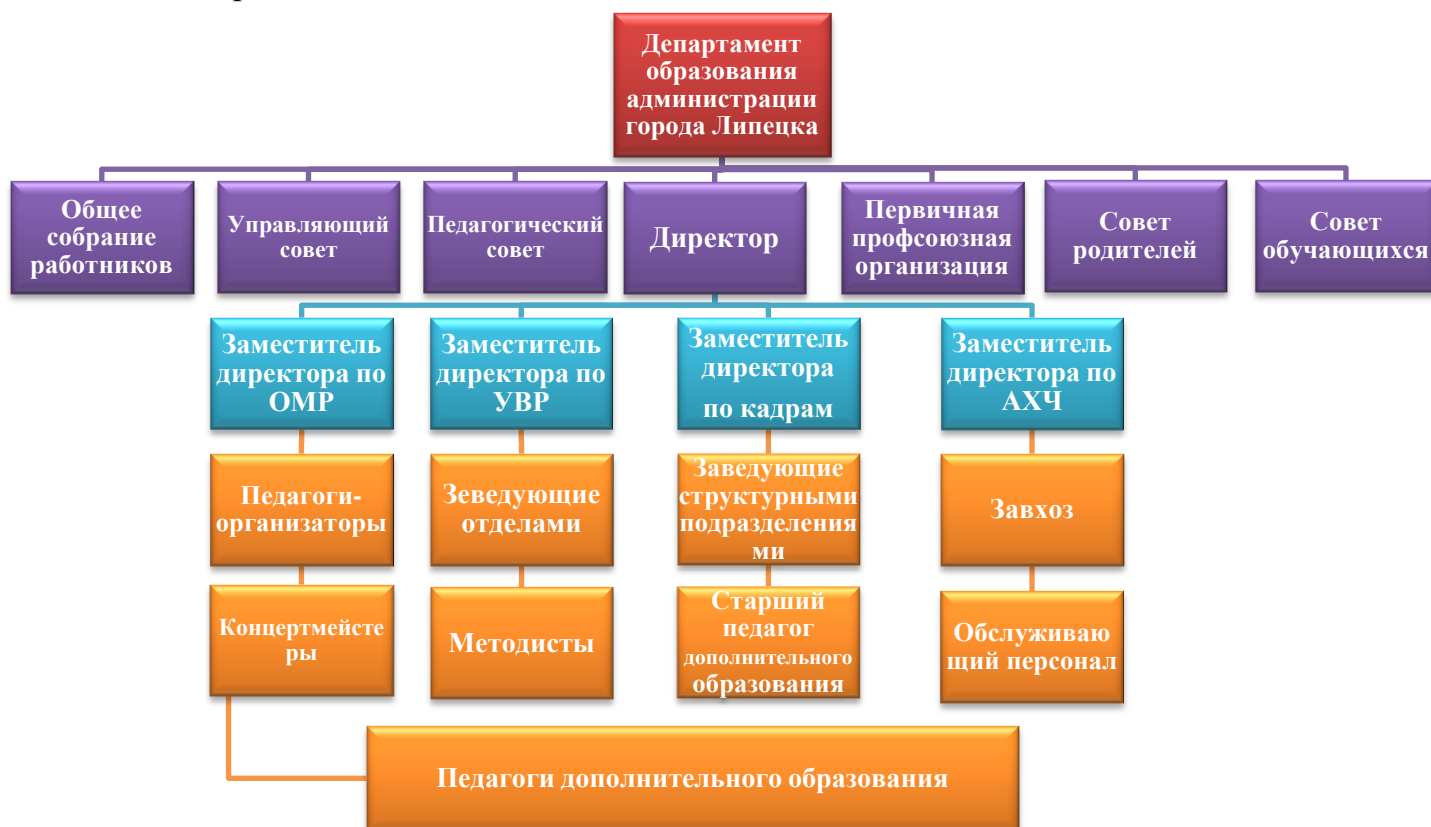 Департамент
образования
администрации
города Липецка
Общее
собрание
работников
Управляющий
совет
Педагогический
совет
Директор
Первичная
профсоюзная
организация
Совет
родителей
Совет
обучающихся
Заместитель
директора по
ОМР
Заместитель
директора по
УВР
Заместитель
директора
по кадрам
Заместитель
директора по
АХЧ
Педагоги-
организаторы
Зеведующие
отделами
Заведующие
структурными
подразделения
ми
Завхоз
Концертмейсте
ры
Методисты
Старший
педагог
дополнительного
образования
Обслуживаю
щий персонал
Педагоги дополнительного образования